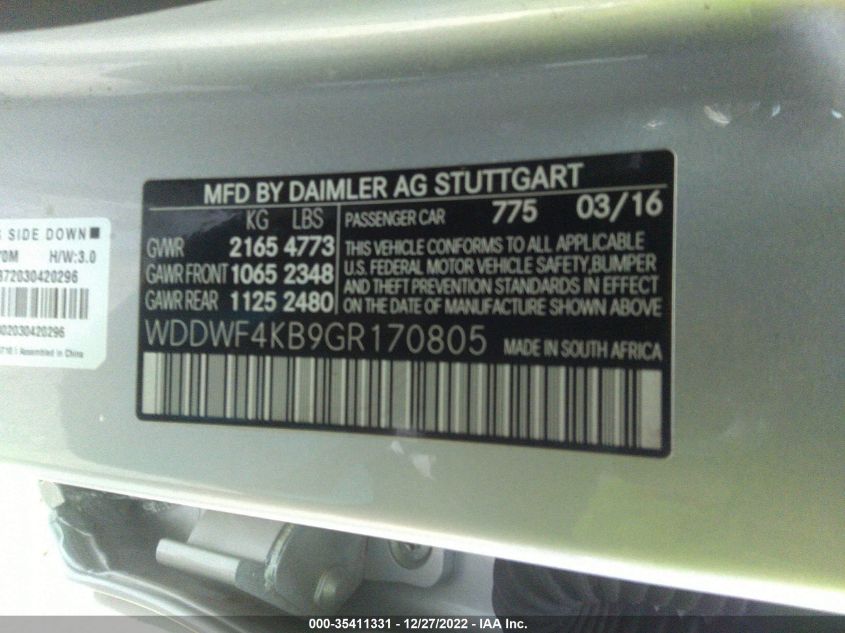 MFD BY DAIMLER AG STUTTGART
KG LBS
GVWR 2165 4773
GAWR FRONT 1065 2348
GAWR REAR 1125 2480
PASSENGER CAR 775 03/16
THIS VEHICLE CONFORMS TO ALL APPLICABLE
U.S. FEDERAL MOTOR VEHICLE SAFETY,BUMPER
AND THEFT PREVENTION STANDARDS IN EFFECT
ON THE DATE OF MANUFACTURE SHOWN ABOVE
WDDWF4KB9GR170805 MADE IN SOUTH AFRICA
SIDE DOWN
H/W:3.0
72030420296
02030420296
Assembled in China
000-35411331 - 12/27/2022 - IAA Inc.